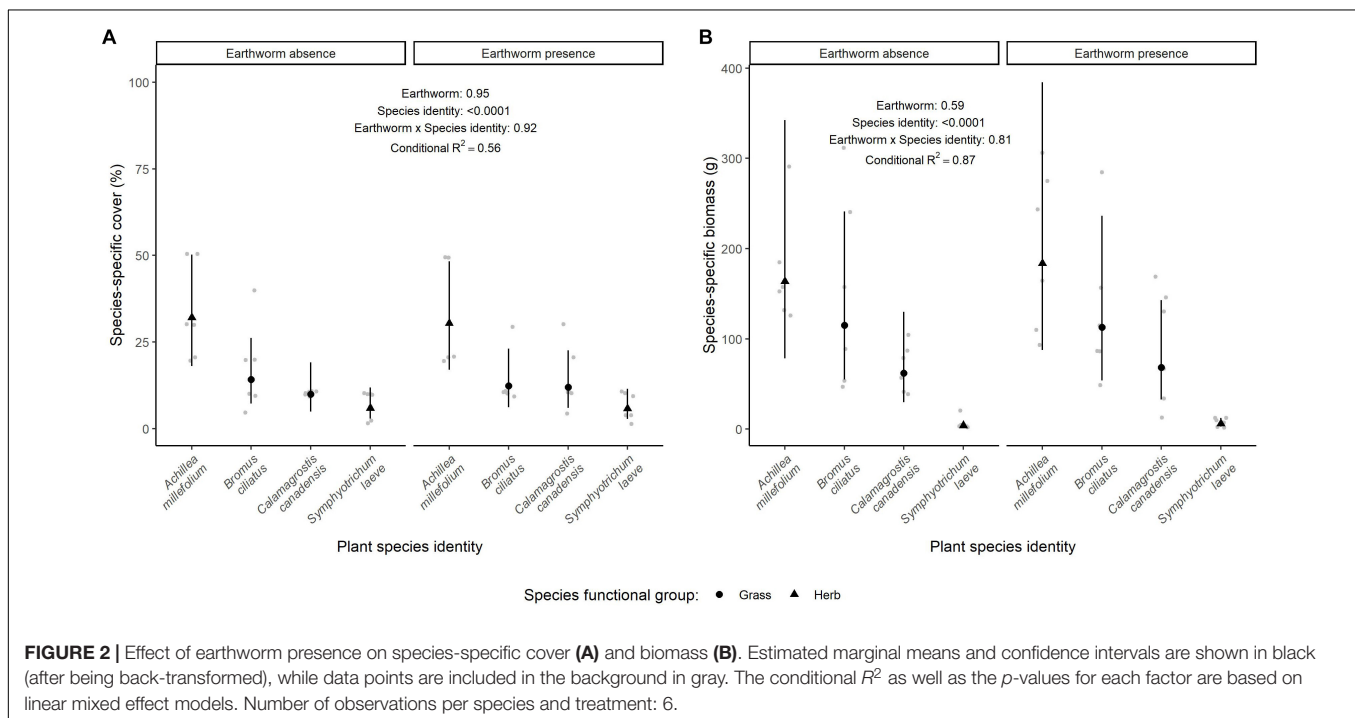 A
Earthworm absence
Earthworm presence
Species-specific cover (%)
100
75
50
25
0
Earthworm: 0.95
Species identity: <0.0001
Earthworm x Species identity: 0.92
Conditional R² = 0.56
Achillea
millefolium
Bromus
ciliatus
Calamagrostis
canadensis
Symphyotrichum
laeve
Achillea
millefolium
Bromus
ciliatus
Calamagrostis
canadensis
Symphyotrichum
laeve
Plant species identity
B
Earthworm absence
Earthworm presence
Species-specific biomass (g)
400
300
200
100
0
Earthworm: 0.59
Species identity: <0.0001
Earthworm x Species identity: 0.81
Conditional R² = 0.87
Achillea
millefolium
Bromus
ciliatus
Calamagrostis
canadensis
Symphyotrichum
laeve
Achillea
millefolium
Bromus
ciliatus
Calamagrostis
canadensis
Symphyotrichum
laeve
Plant species identity
Species functional group: Grass Herb
FIGURE 2 | Effect of earthworm presence on species-specific cover (A) and biomass (B). Estimated marginal means and confidence intervals are shown in black
(after being back-transformed), while data points are included in the background in gray. The conditional R² as well as the p-values for each factor are based on
linear mixed effect models. Number of observations per species and treatment: 6.